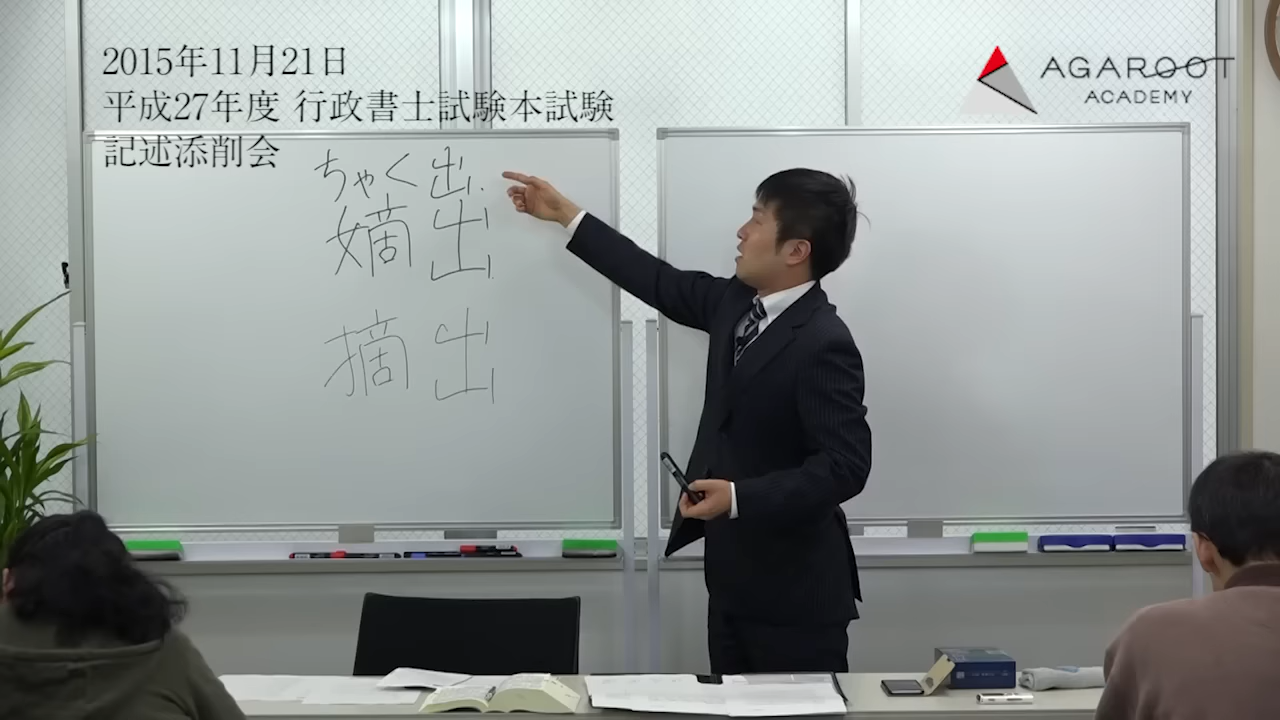 2015年11月21日
平成27年度 行政書士試験本試験
記述添削会
AGAROOT
ACADEMY
ちゃく出
嫡出
摘出